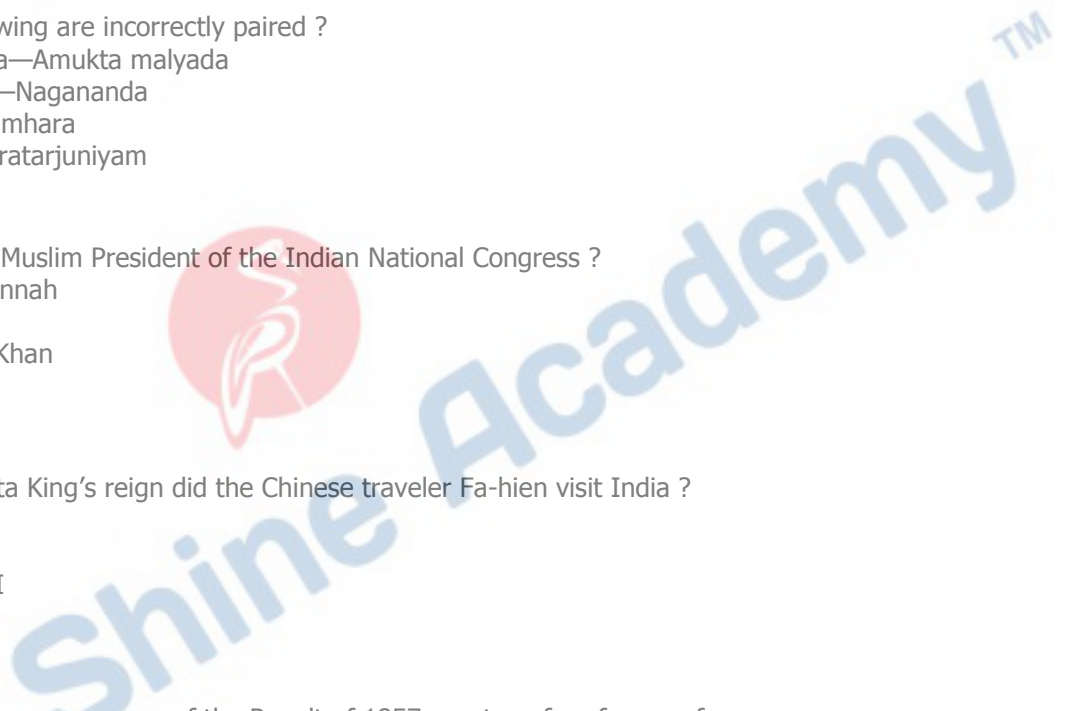 wing are incorrectly paired ?
a—Amukta malyada
—Nagananda
mhara
ratarjuniyam
Muslim President of the Indian National Congress ?
nnah
Khan
ta King's reign did the Chinese traveler Fa-hien visit India ?
I
Shine Academy TM